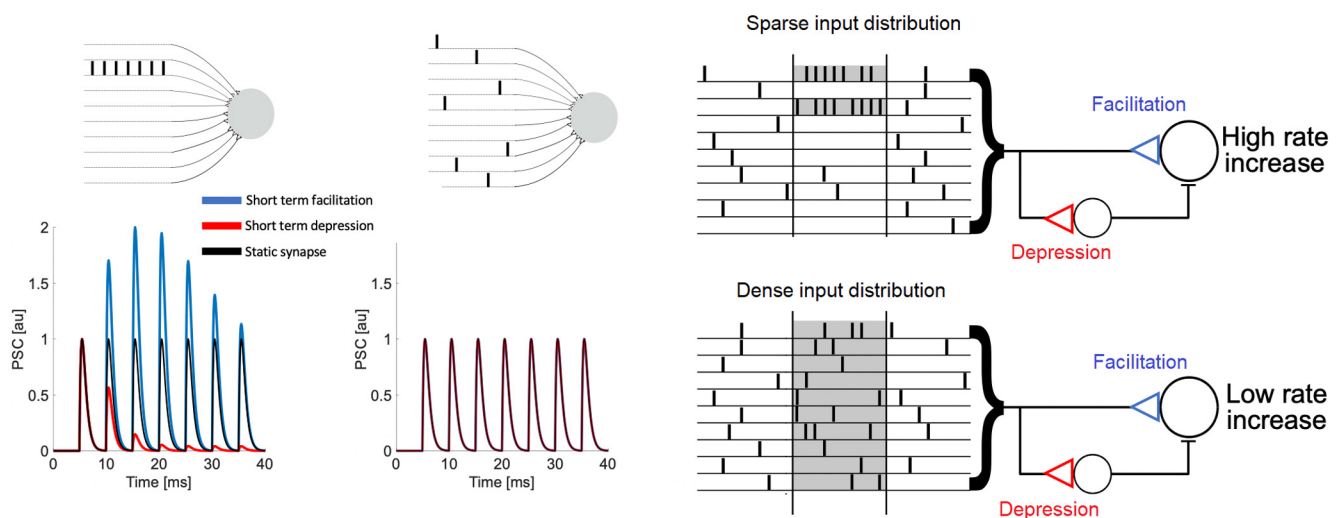 Short term facilitation
Short term depression
Static synapse
PSC [au]
2
1.5
1
0.5
0
0 10 20 30 40
Time [ms]
PSC [au]
1.5
1
0.5
0
0 10 20 30 40
Time [ms]
Sparse input distribution
Facilitation
High rate
increase
Depression
Dense input distribution
Facilitation
Low rate
increase
Depression